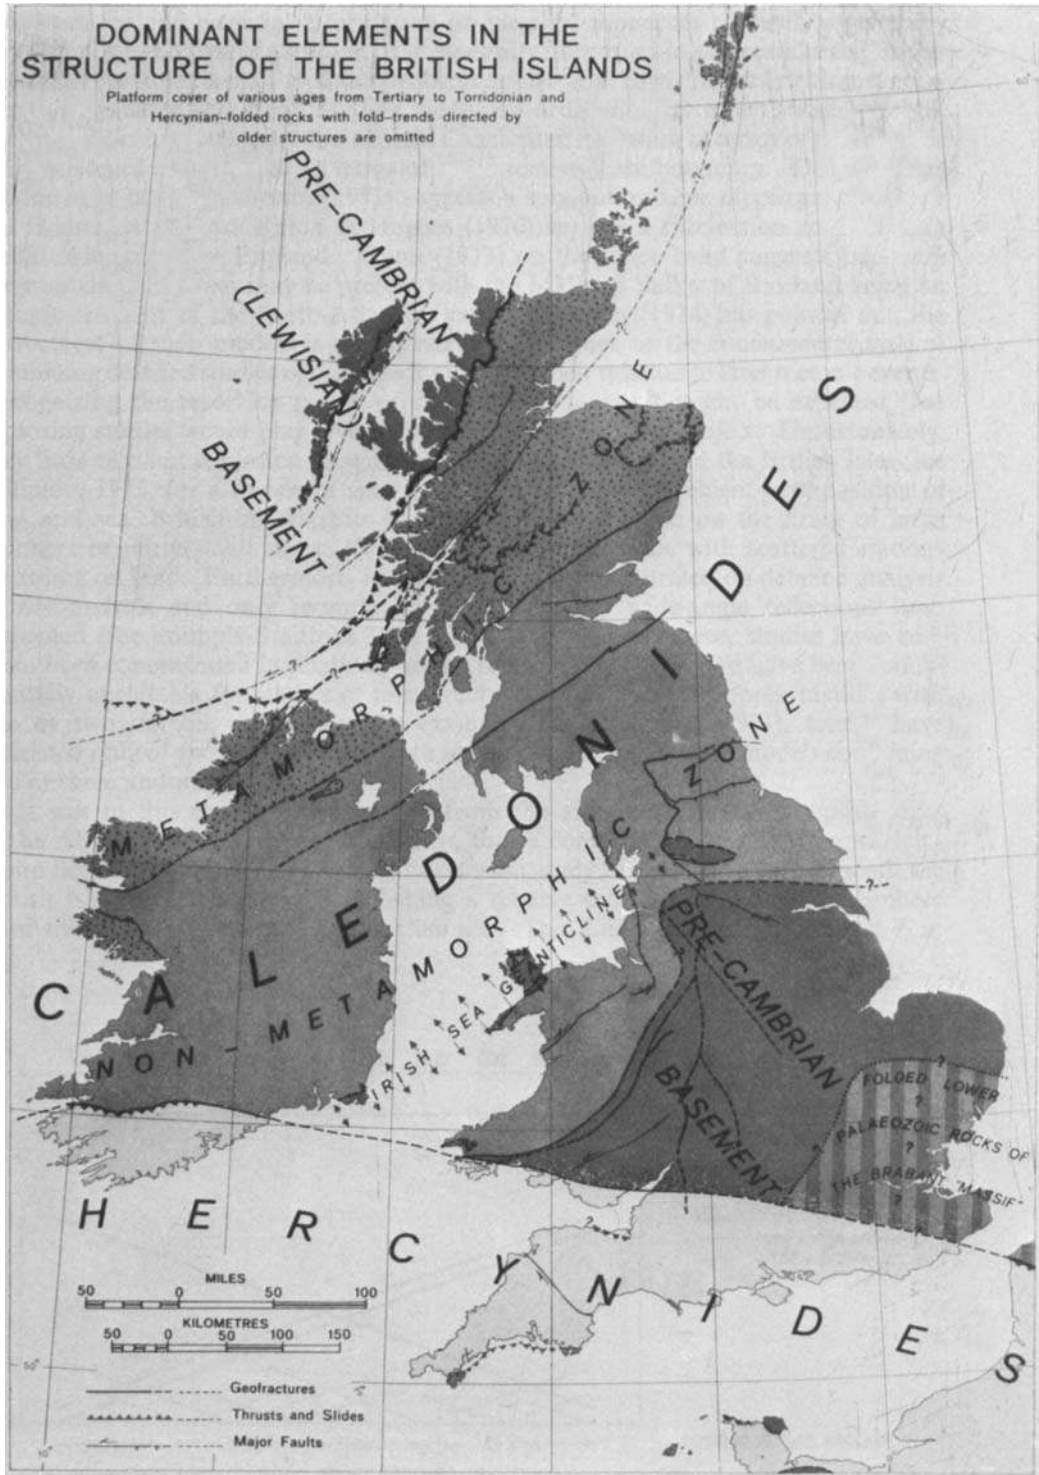 DOMINANT ELEMENTS IN THE
STRUCTURE OF THE BRITISH ISLANDS
Platform cover of various ages from Tertiary to Torridonian and
Hercynian-folded rocks with fold-trends directed by
older structures are omitted
PRE-CAMBRIAN
(LEWISIAN)
BASEMENT
METAMORPHIC ZONE
CALEDONIDES
NON-METAMORPHIC ZONE
IRISH SEA GEANTICLINE
PRE-CAMBRIAN
BASEMENT
FOLDED LOWER
?
PALAEOZOIC ROCKS OF
?
THE BRABANT "MASSIF"
?
HERCYNIDES
MILES
50 0 50 100
KILOMETRES
50 0 50 100 150
50°
Geofractures
Thrusts and Slides
Major Faults
10°